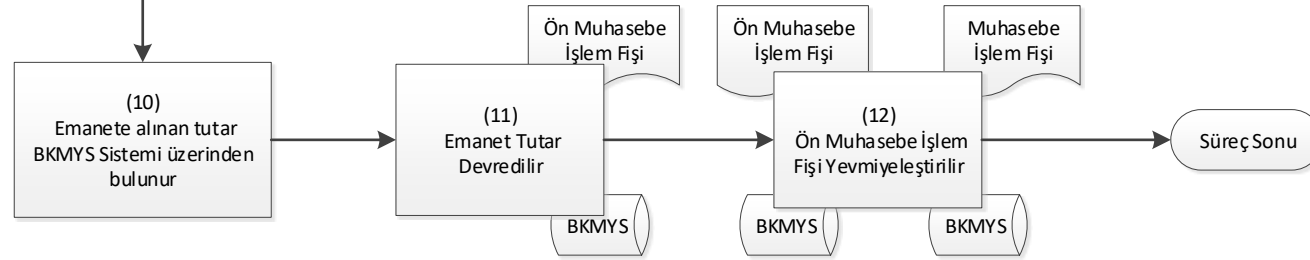 Ön Muhasebe
İşlem Fişi
Ön Muhasebe
İşlem Fişi
Muhasebe
İşlem Fişi
(10)
Emanete alınan tutar
BKMYS Sistemi üzerinden
bulunur
(11)
Emanet Tutar
Devredilir
(12)
Ön Muhasebe İşlem
Fişi Yevmiyeleştirilir
Süreç Sonu
BKMYS
BKMYS
BKMYS